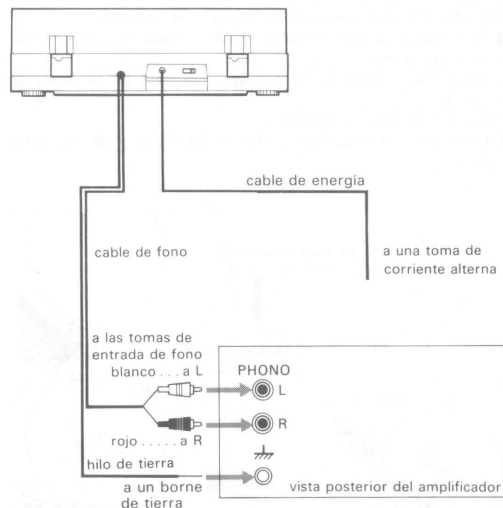 cable de energía
cable de fono
a una toma de
corriente alterna
a las tomas de
entrada de fono
blanco . . . a L
PHONO
L
R
rojo . . . . . a R
hilo de tierra
a un borne
de tierra
vista posterior del amplificador